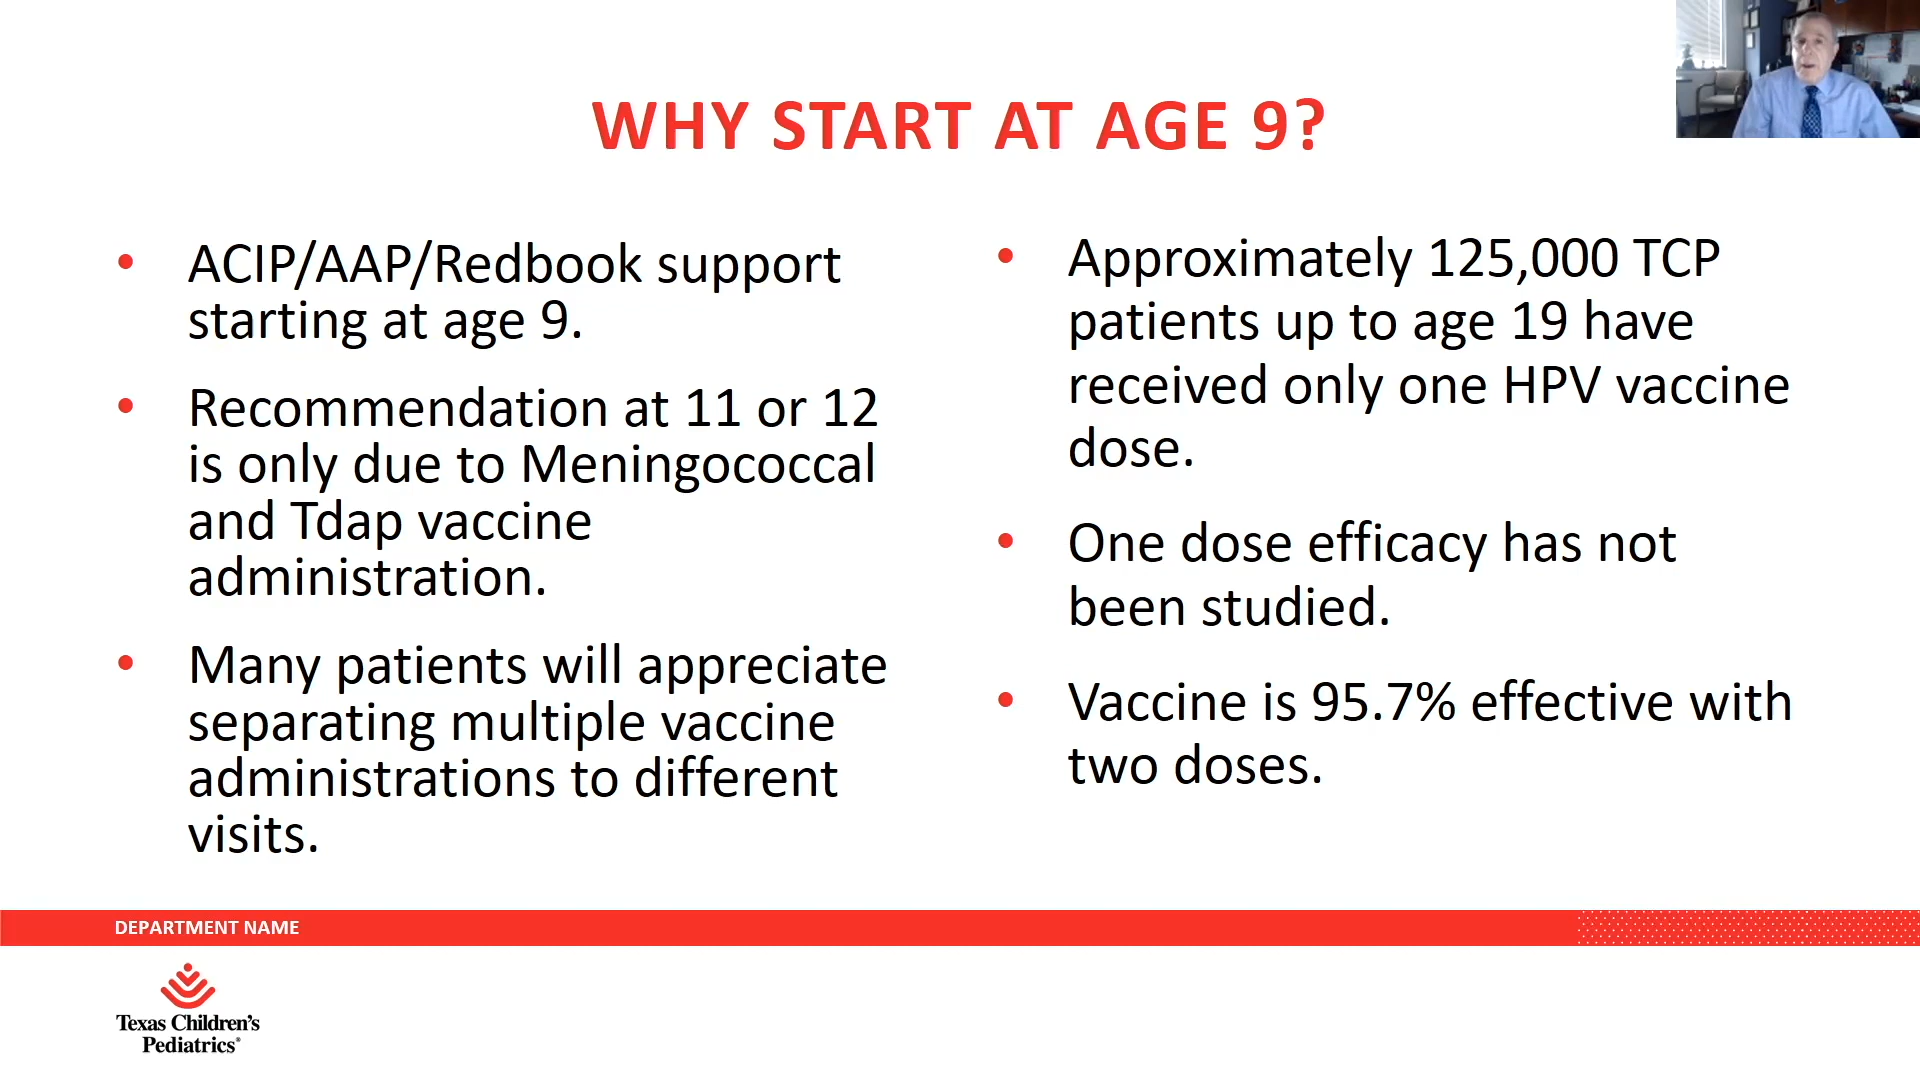 WHY START AT AGE 9?
• ACIP/AAP/Redbook support
starting at age 9.
• Recommendation at 11 or 12
is only due to Meningococcal
and Tdap vaccine
administration.
• Many patients will appreciate
separating multiple vaccine
administrations to different
visits.
• Approximately 125,000 TCP
patients up to age 19 have
received only one HPV vaccine
dose.
• One dose efficacy has not
been studied.
• Vaccine is 95.7% effective with
two doses.
DEPARTMENT NAME
Texas Children's
Pediatrics®